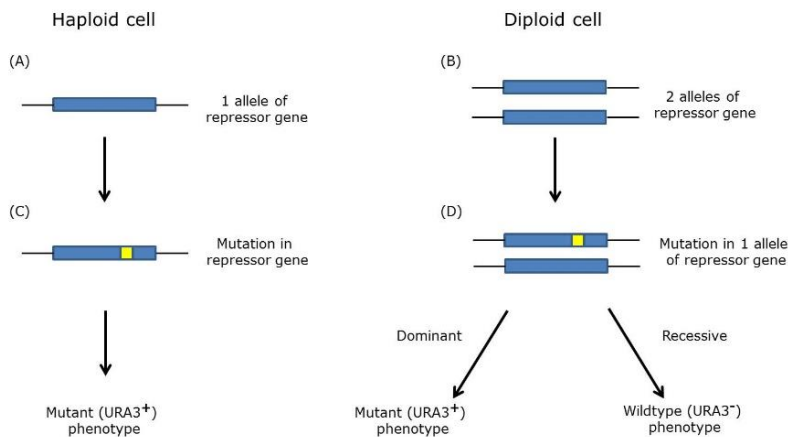 Haploid cell
Diploid cell
(A)
(B)
1 allele of
repressor gene
2 alleles of
repressor gene
(C)
(D)
Mutation in
repressor gene
Mutation in 1 allele
of repressor gene
Dominant
Recessive
Mutant (URA3⁺)
phenotype
Mutant (URA3⁺)
phenotype
Wildtype (URA3⁻)
phenotype